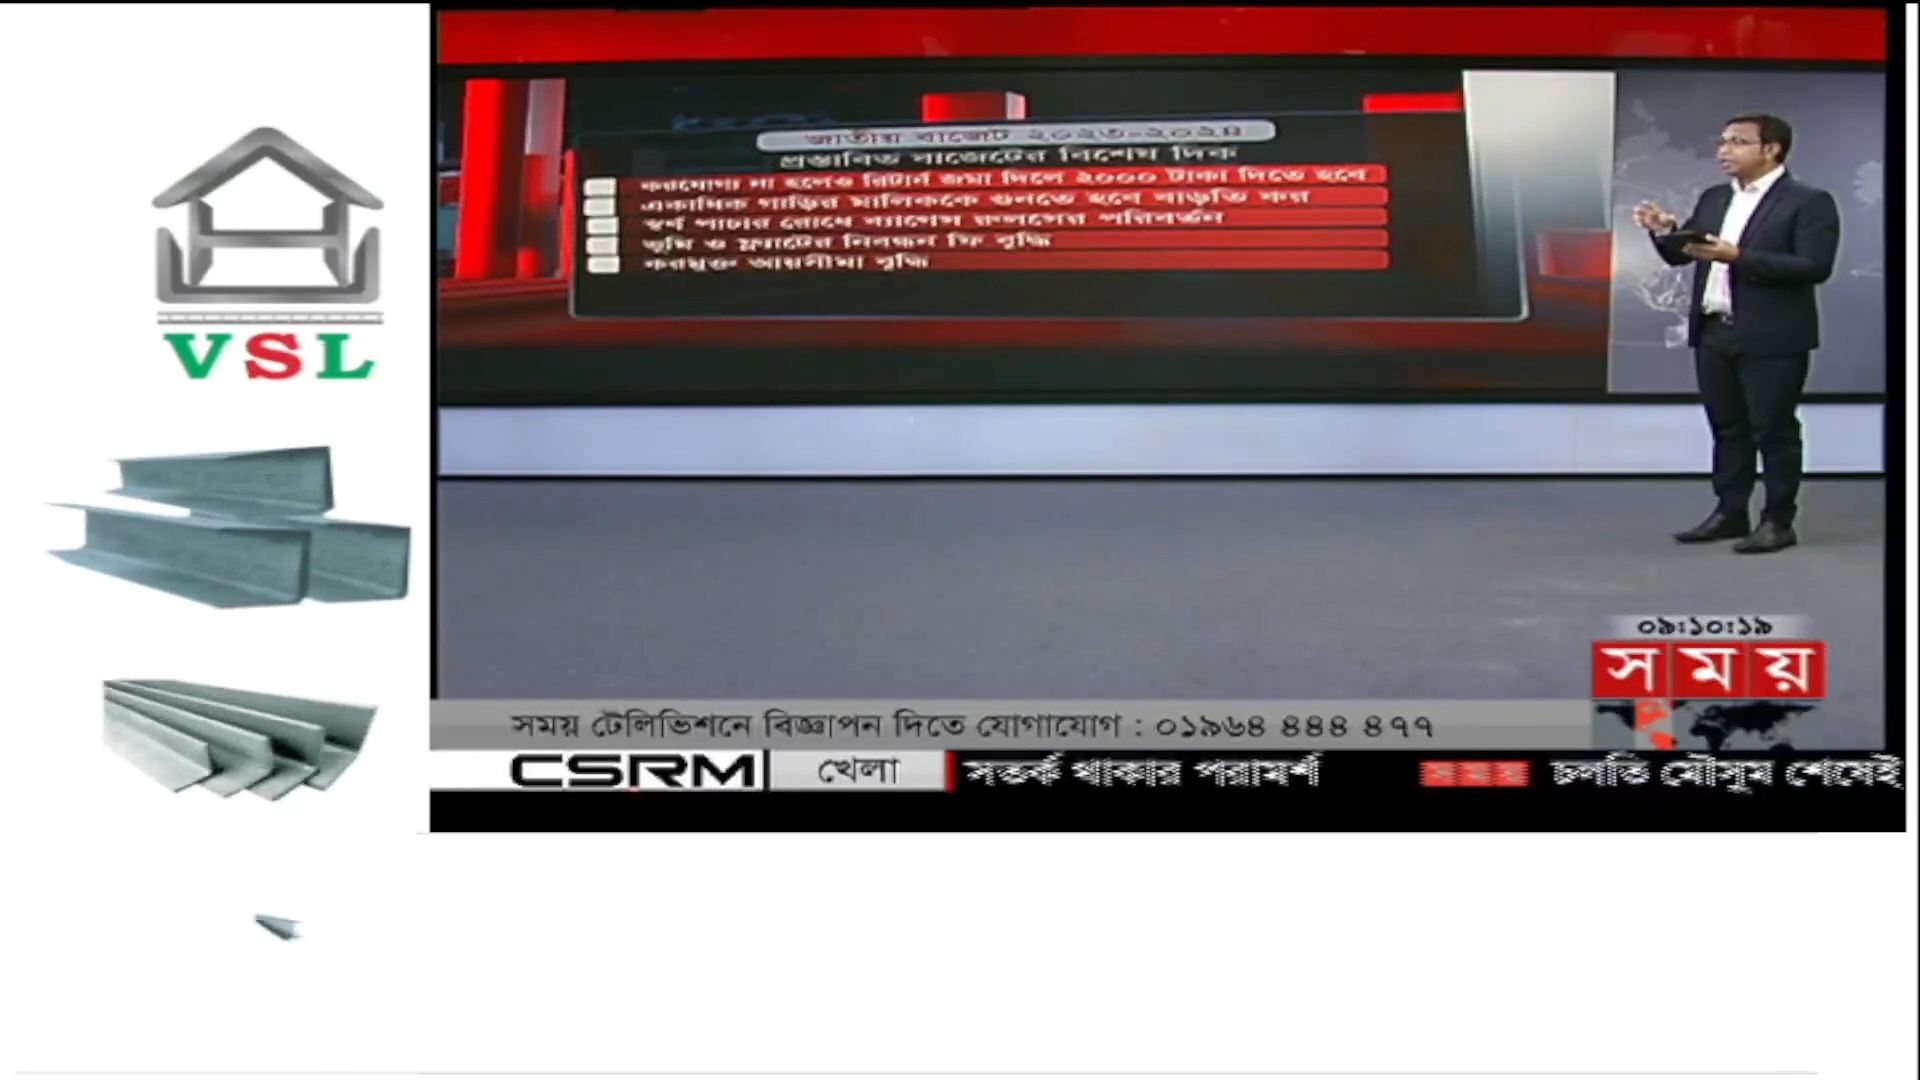 জাতীয় বাজেট ২০২৩-২০২৪
প্রস্তাবিত বাজেটের বিশেষ দিক
করযোগ্য না হলেও রিটার্ন জমা দিলে ২০০০ টাকা দিতে হবে
একাধিক গাড়ির মালিককে গুনতে হবে বাড়তি কর
স্বর্ণ পাচার রোধে ব্যাগেজ রুলসের পরিবর্তন
ভূমি ও ফ্ল্যাটের নিবন্ধন ফি বৃদ্ধি
করমুক্ত আয়সীমা বৃদ্ধি
VSL
০৯:১০:১৯
সময়
সময় টেলিভিশনে বিজ্ঞাপন দিতে যোগাযোগ : ০১৯৬৪ ৪৪৪ ৪৭৭
CSRM খেলা সতর্ক থাকার পরামর্শ সময় চলতি মৌসুম শেষেই